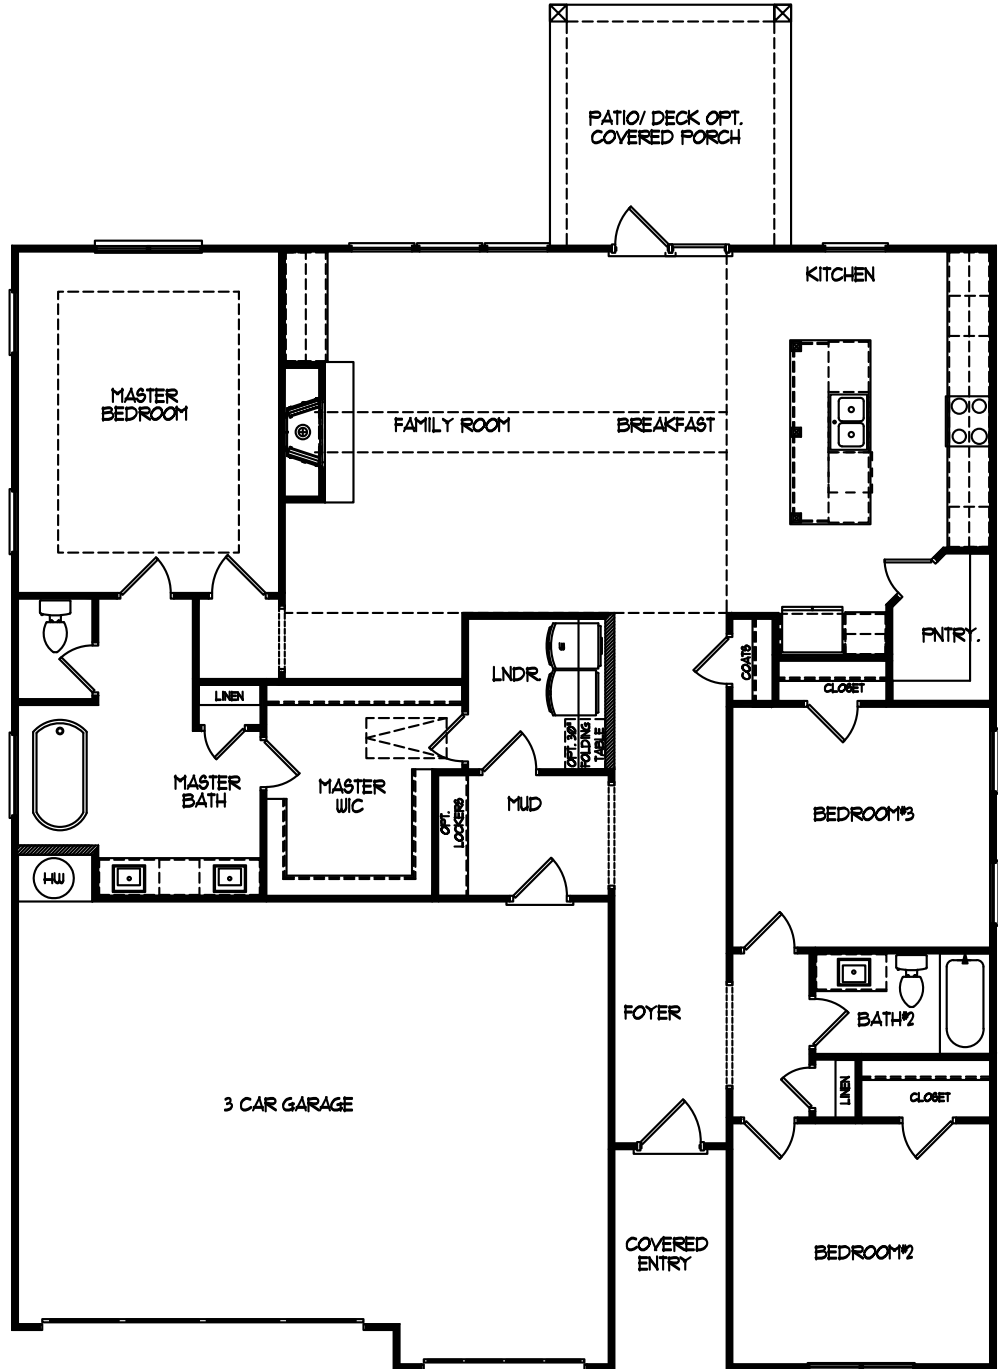 PATIO/ DECK OPT.
COVERED PORCH
KITCHEN
MASTER
BEDROOM
FAMILY ROOM
BREAKFAST
PNTRY.
COATS
CLOSET
LNDR.
LINEN
OPT. 30"
FOLDING
TABLE
MASTER
BATH
MASTER
WIC
MUD
OPT.
LOCKERS
BEDROOM#3
HW
FOYER
BATH#2
LINEN
CLOSET
3 CAR GARAGE
COVERED
ENTRY
BEDROOM#2